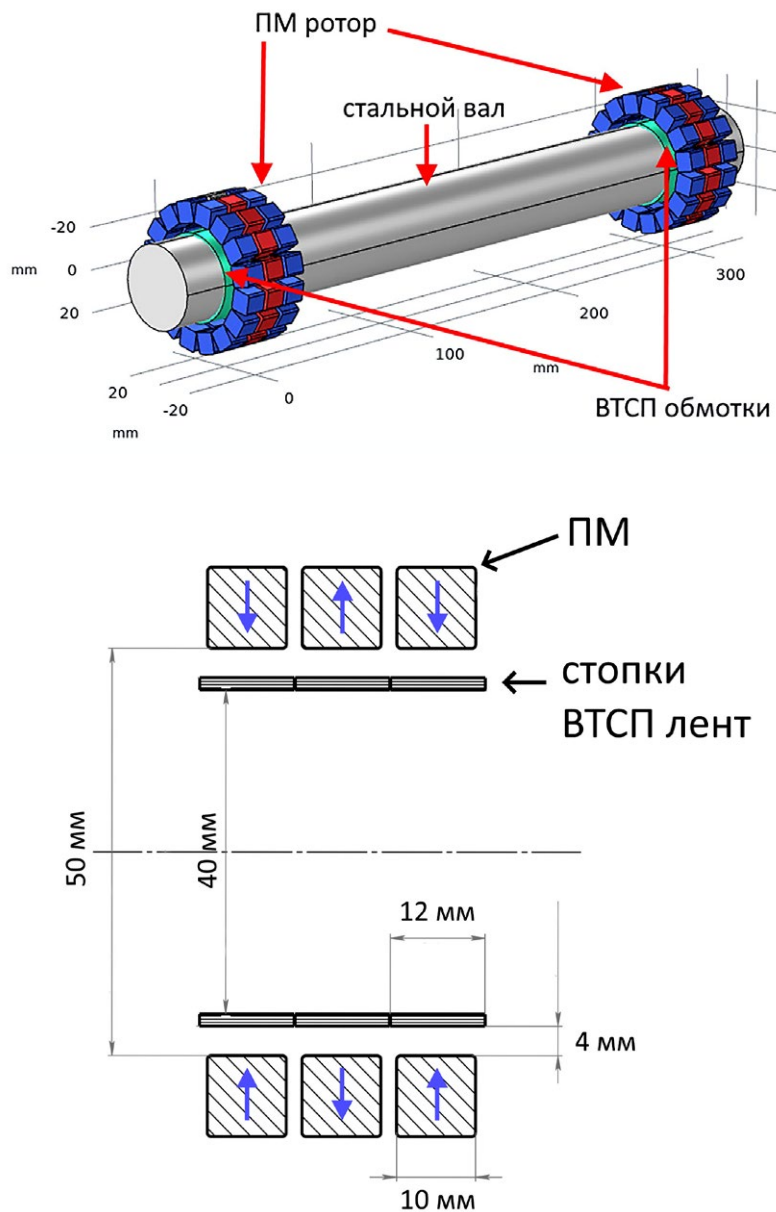 ПМ ротор
стальной вал
-20
mm
0
20
300
200
100
mm
20
0
-20
mm
ВТСП обмотки
ПМ
стопки
ВТСП лент
50 мм
40 мм
12 мм
4 мм
10 мм